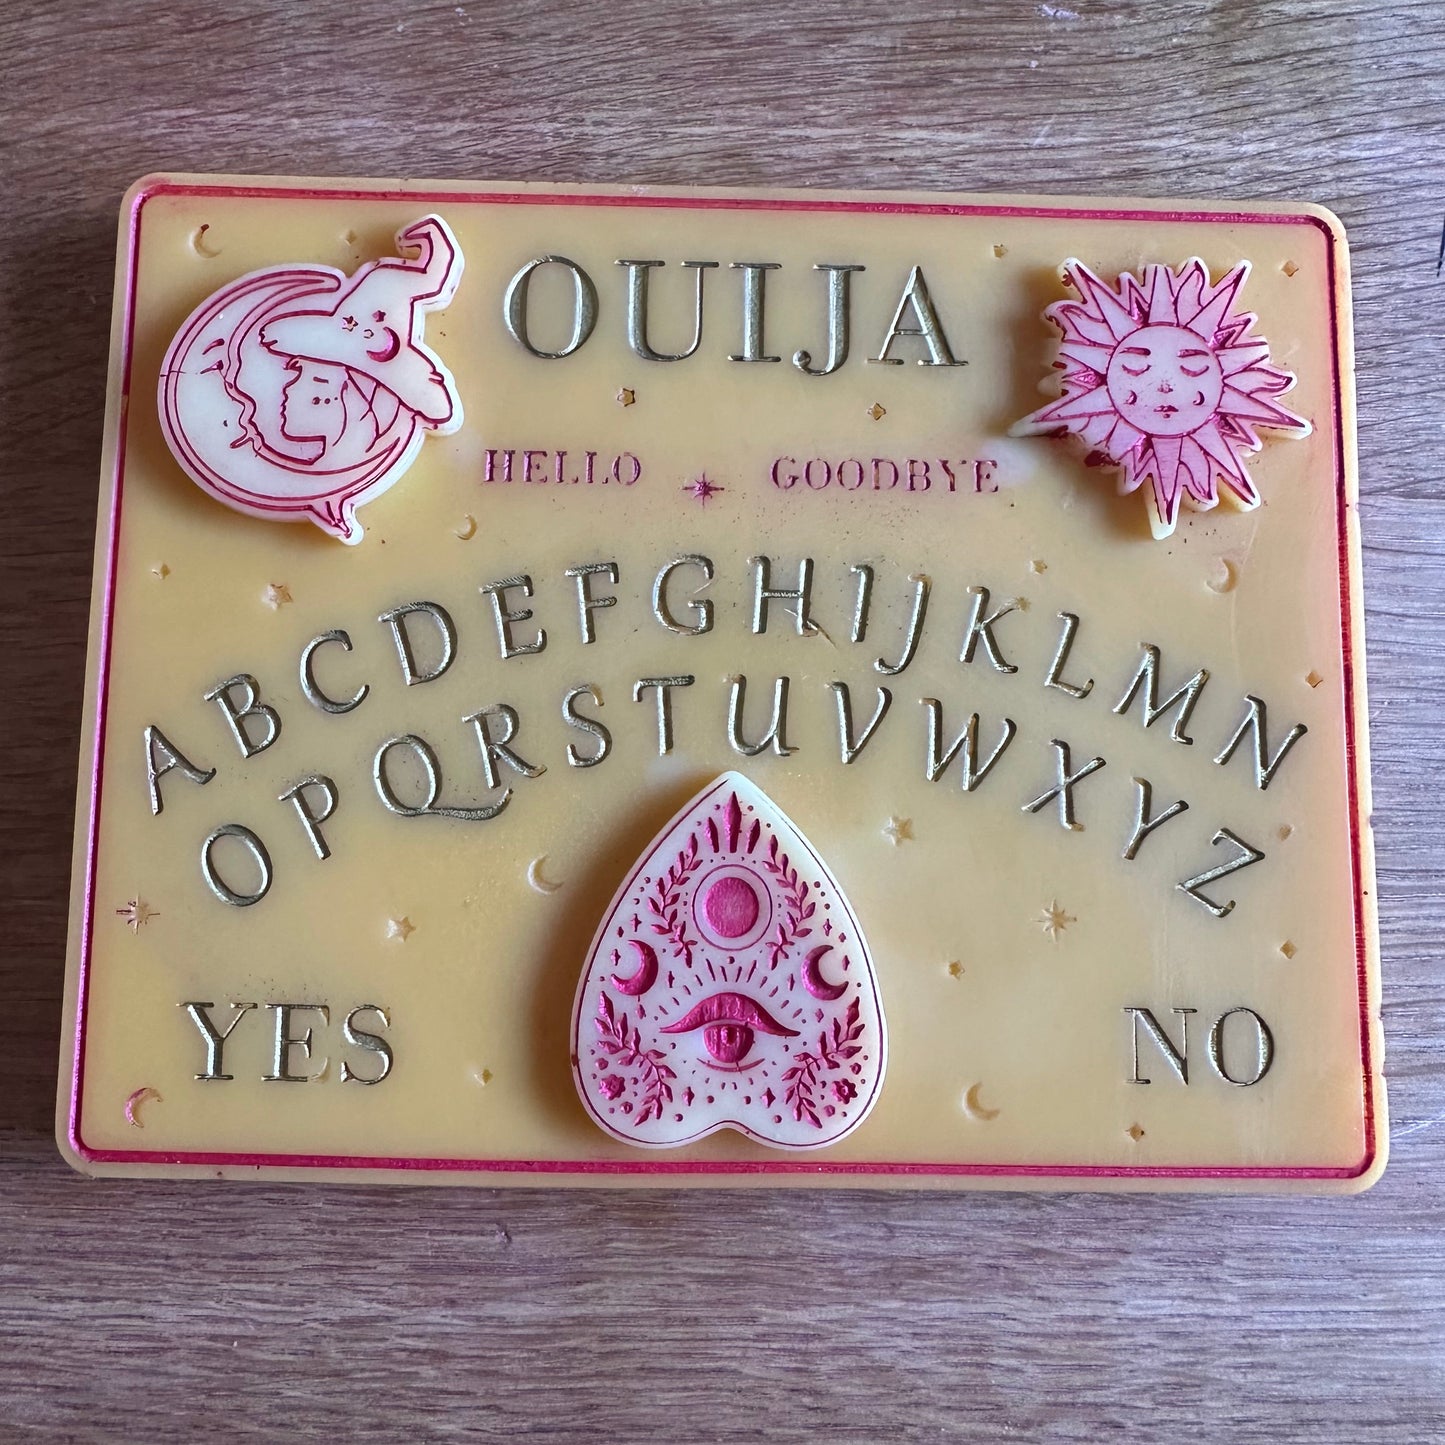 OUIJA
HELLO GOODBYE
ABCDEFGHIJKLMN
OPQRSTUVWXYZ
YES NO